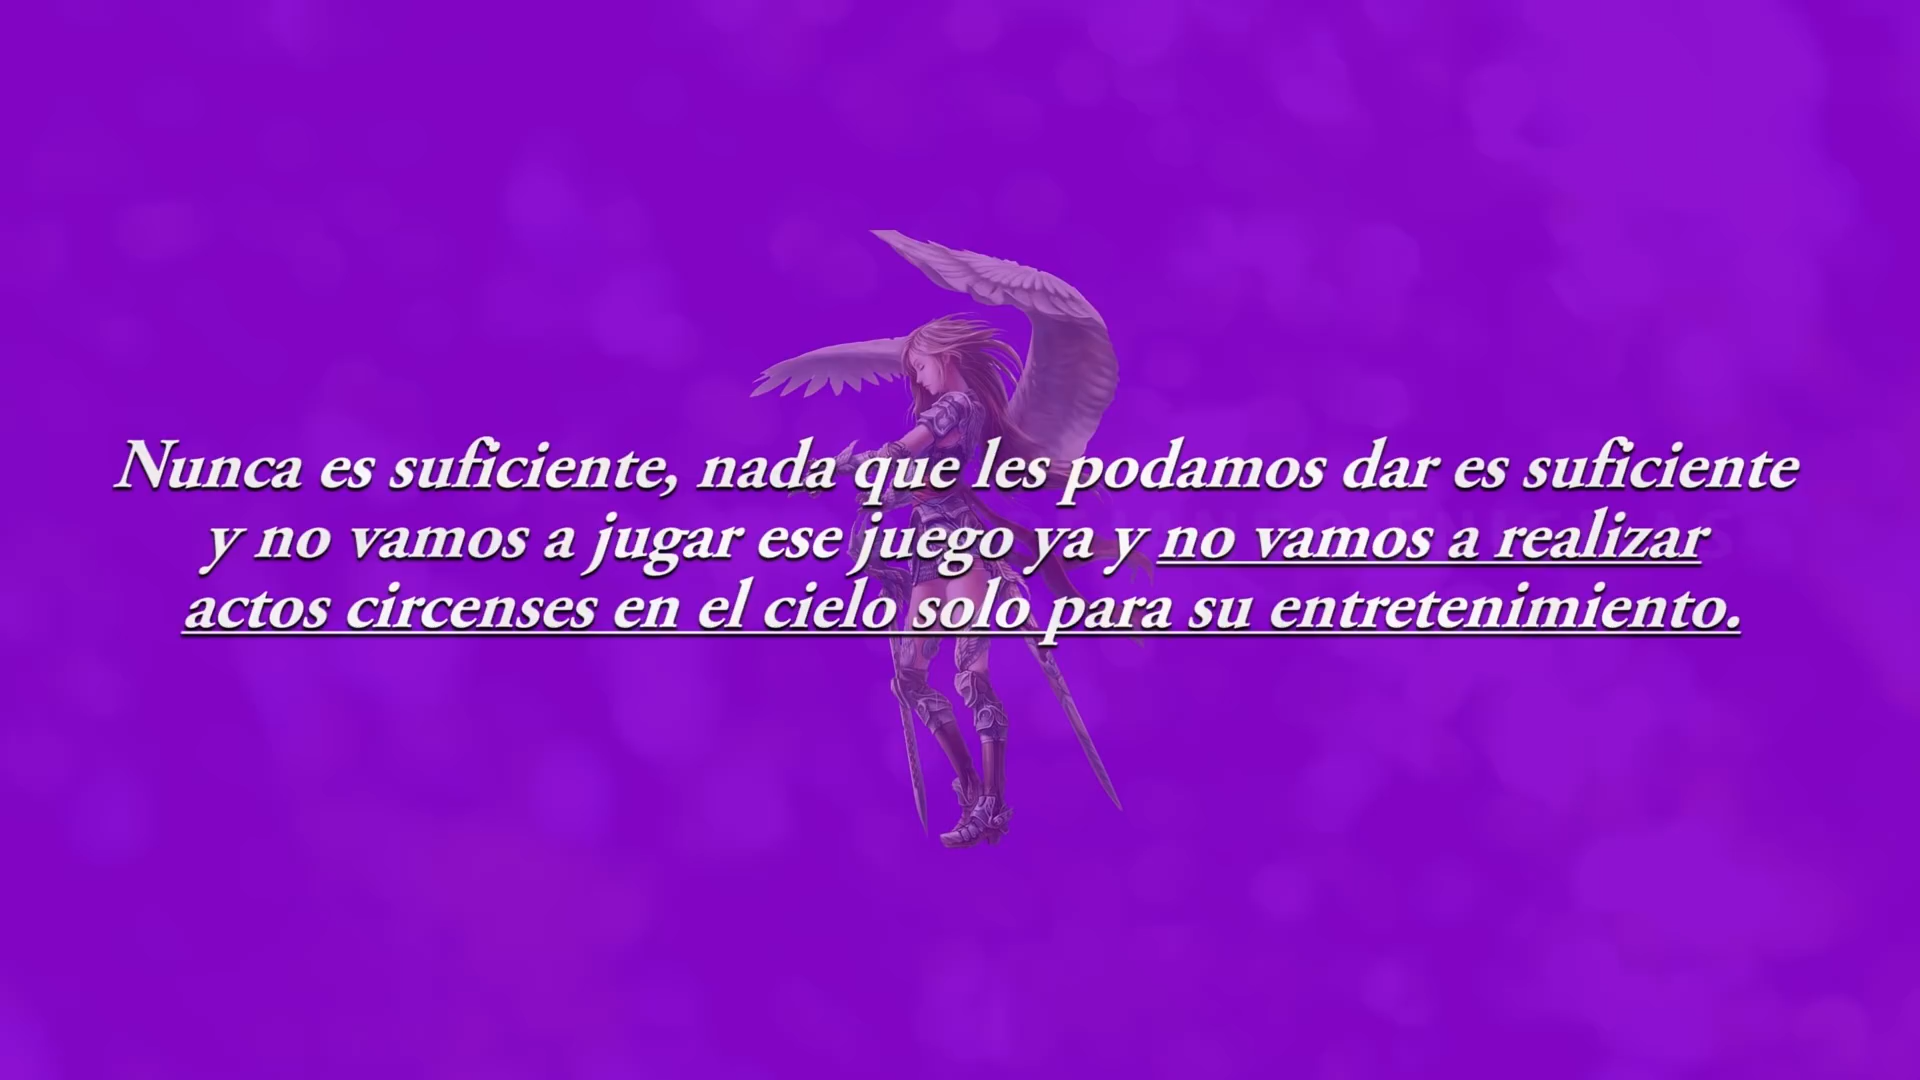 Nunca es suficiente, nada que les podamos dar es suficiente
y no vamos a jugar ese juego ya y no vamos a realizar
actos circenses en el cielo solo para su entretenimiento.